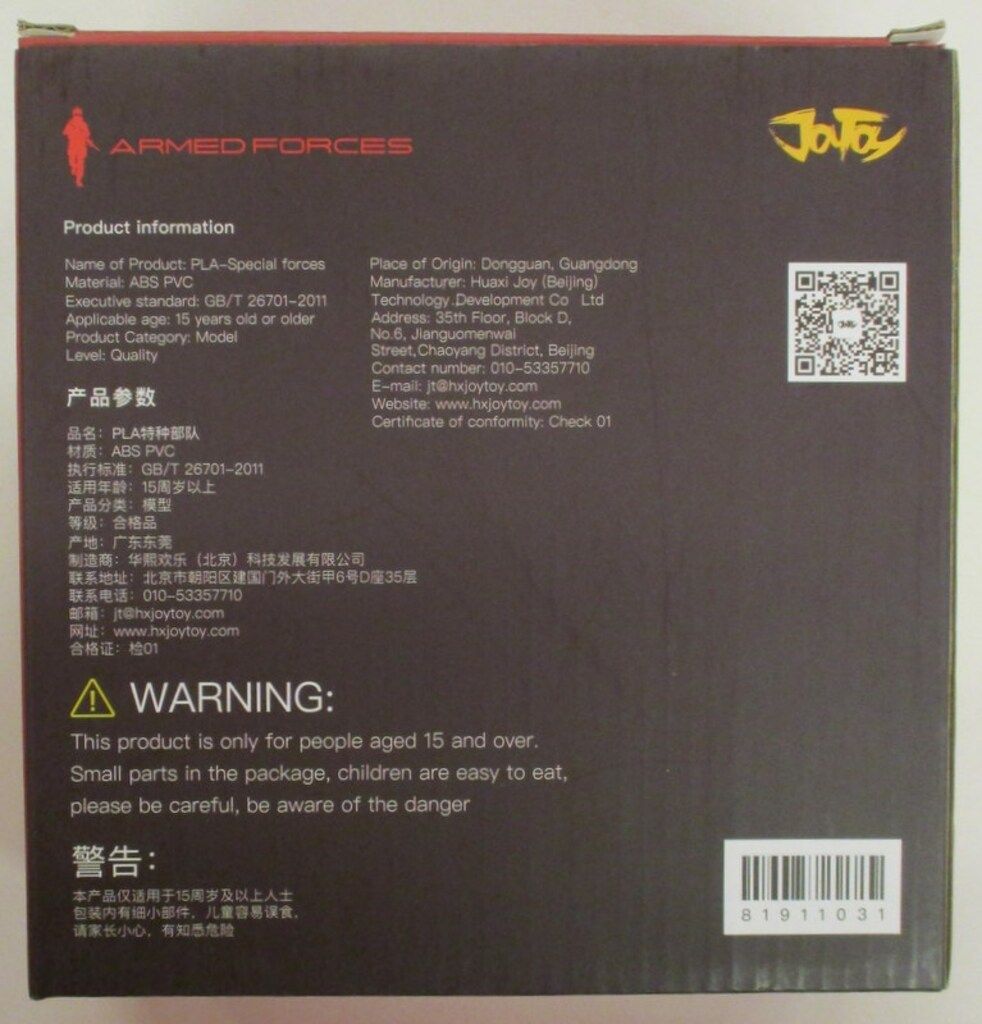 ARMED FORCES
JOYTOY
Product information
Name of Product: PLA-Special forces
Material: ABS PVC
Executive standard: GB/T 26701-2011
Applicable age: 15 years old or older
Product Category: Model
Level: Quality
Place of Origin: Dongguan, Guangdong
Manufacturer: Huaxi Joy (Beijing)
Technology.Development Co Ltd
Address: 35th Floor, Block D,
No.6, Jianguomenwai
Street,Chaoyang District, Beijing
Contact number: 010-53357710
E-mail: jt@hxjoytoy.com
Website: www.hxjoytoy.com
Certificate of conformity: Check 01
产品参数
品名：PLA特种部队
材质：ABS PVC
执行标准：GB/T 26701-2011
适用年龄：15周岁以上
产品分类：模型
等级：合格品
产地：广东东莞
制造商：华熙欢乐（北京）科技发展有限公司
联系地址：北京市朝阳区建国门外大街甲6号D座35层
联系电话：010-53357710
邮箱：jt@hxjoytoy.com
网址：www.hxjoytoy.com
合格证：检01
WARNING:
This product is only for people aged 15 and over.
Small parts in the package, children are easy to eat,
please be careful, be aware of the danger
警告：
本产品仅适用于15周岁及以上人士
包装内有细小部件，儿童容易误食，
请家长小心，有知悉危险
81911031